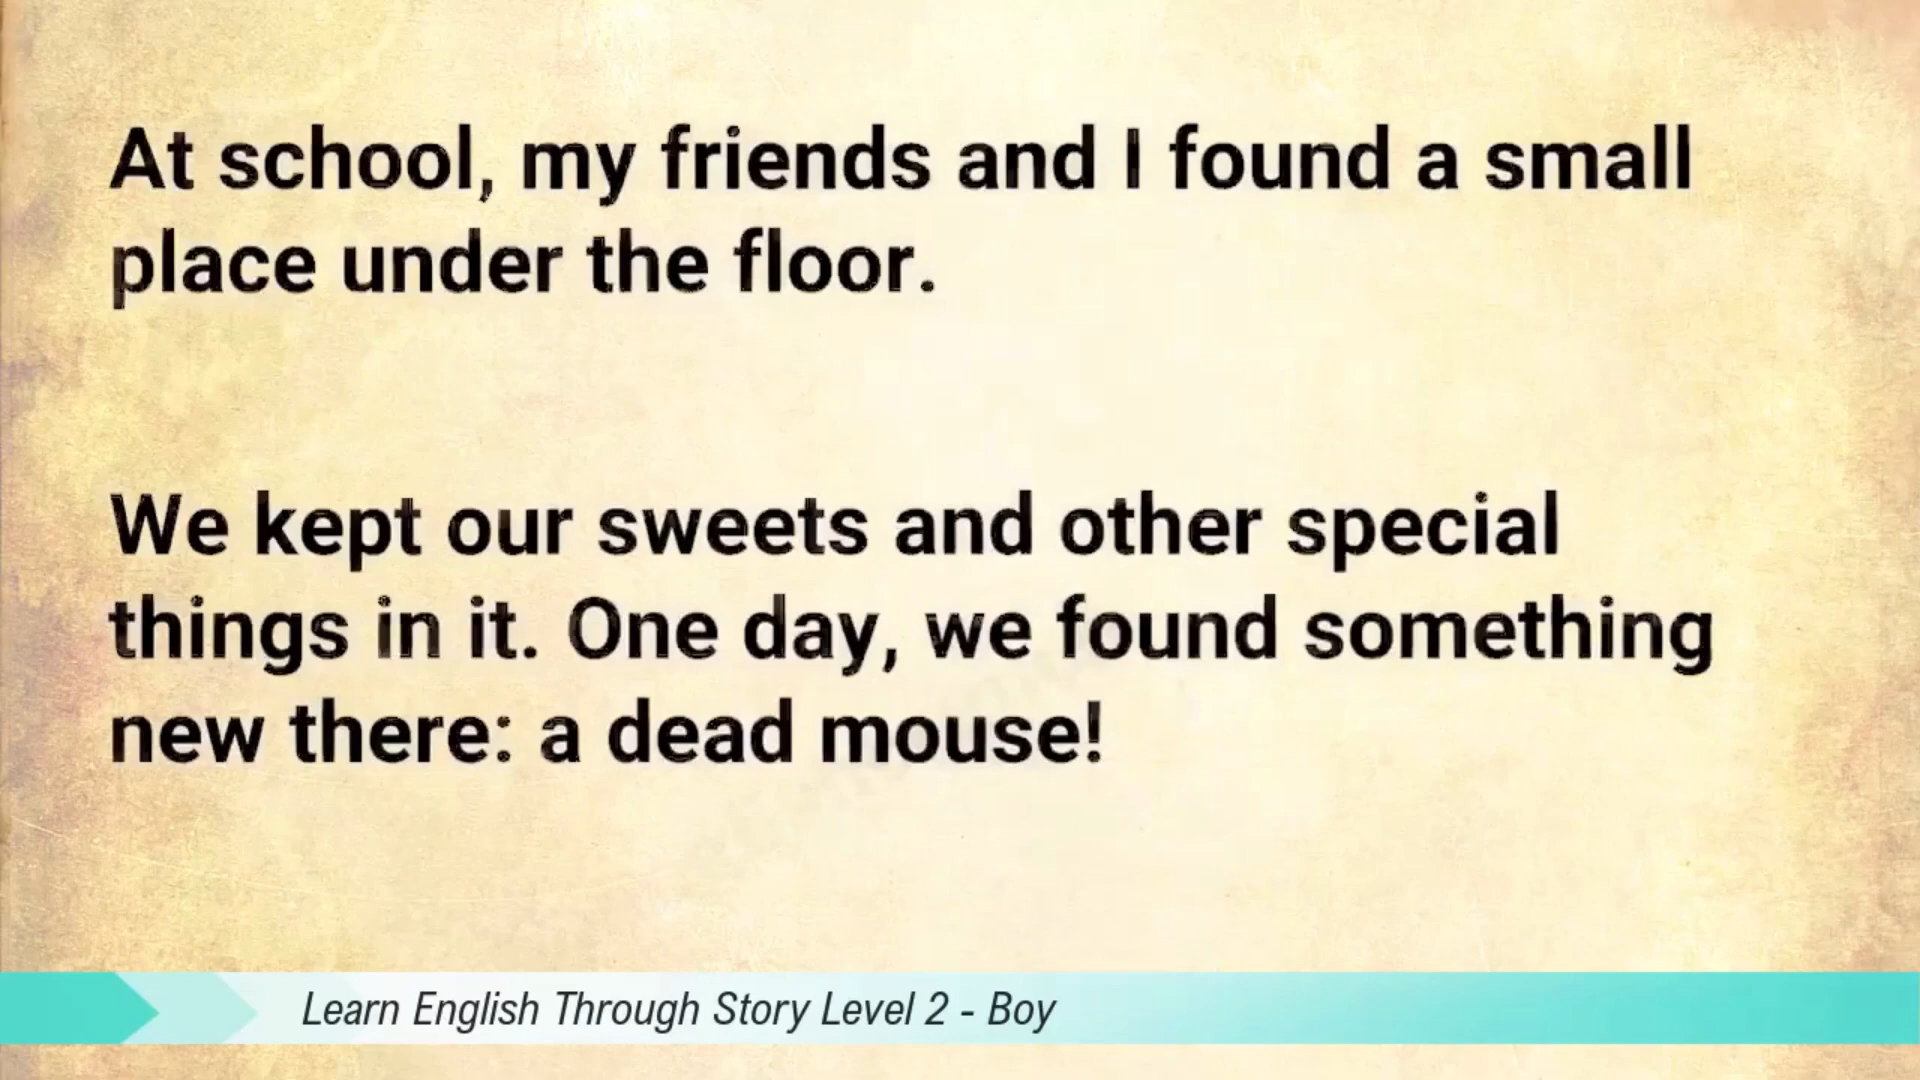 At school, my friends and I found a small
place under the floor.
We kept our sweets and other special
things in it. One day, we found something
new there: a dead mouse!
Learn English Through Story Level 2 - Boy